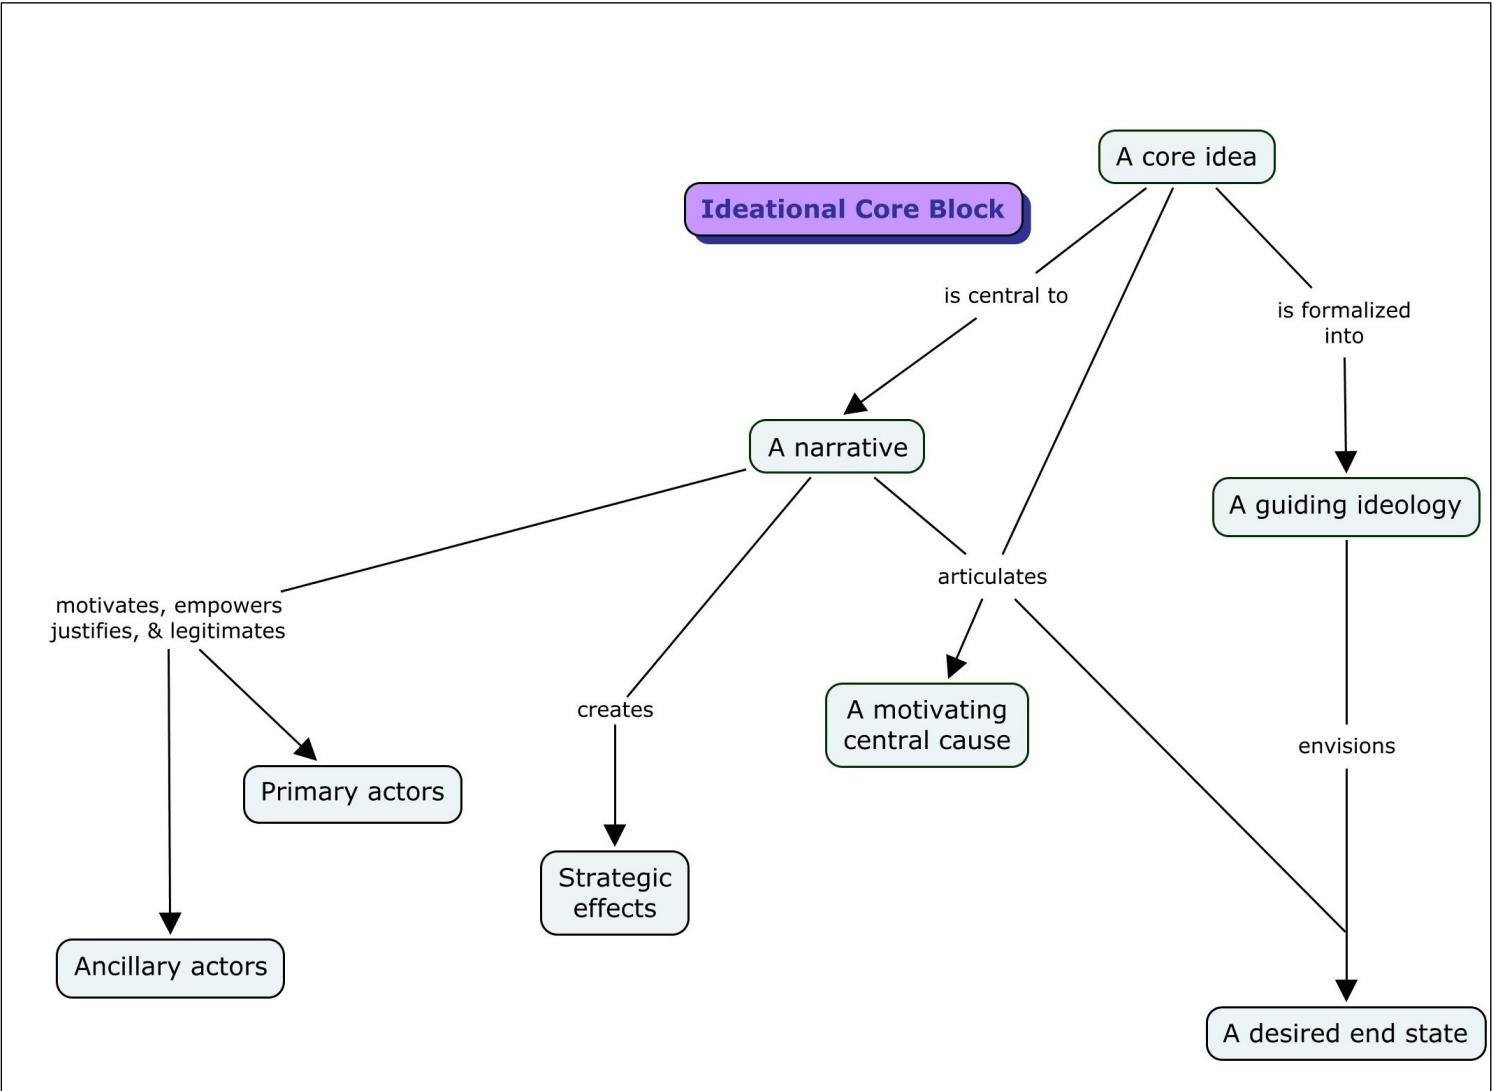 A core idea
Ideational Core Block
is central to
is formalized
into
A narrative
A guiding ideology
articulates
motivates, empowers
justifies, & legitimates
creates
A motivating
central cause
envisions
Primary actors
Strategic
effects
Ancillary actors
A desired end state